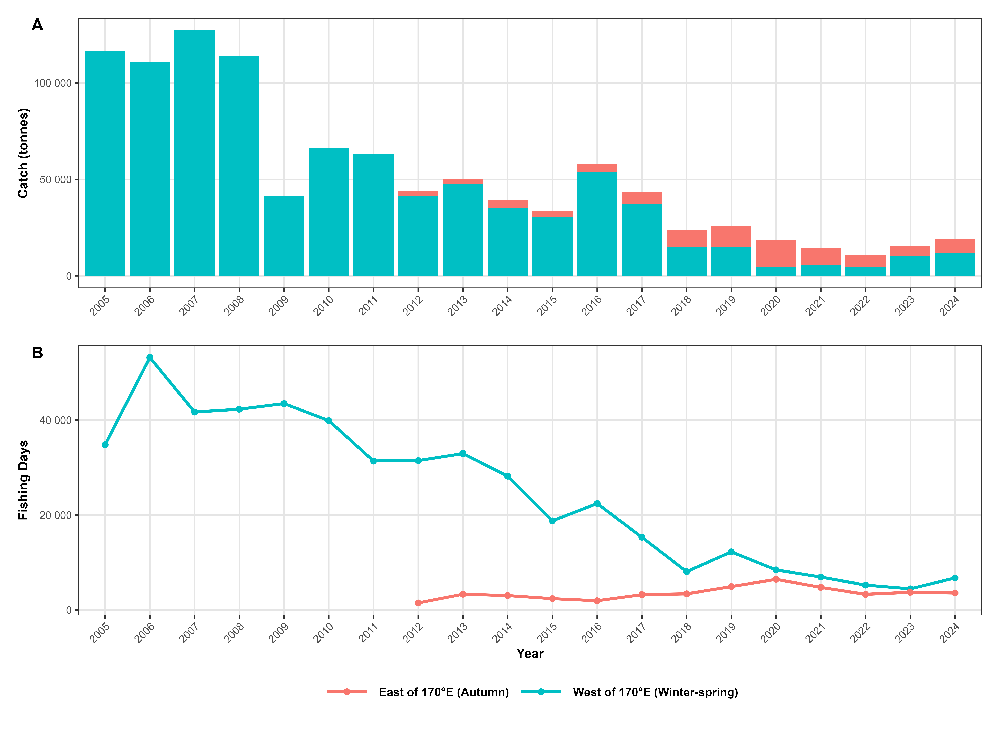 A
Catch (tonnes)
100 000
50 000
0
2005 2006 2007 2008 2009 2010 2011 2012 2013 2014 2015 2016 2017 2018 2019 2020 2021 2022 2023 2024
B
Fishing Days
40 000
20 000
0
2005 2006 2007 2008 2009 2010 2011 2012 2013 2014 2015 2016 2017 2018 2019 2020 2021 2022 2023 2024
Year
East of 170°E (Autumn) West of 170°E (Winter-spring)